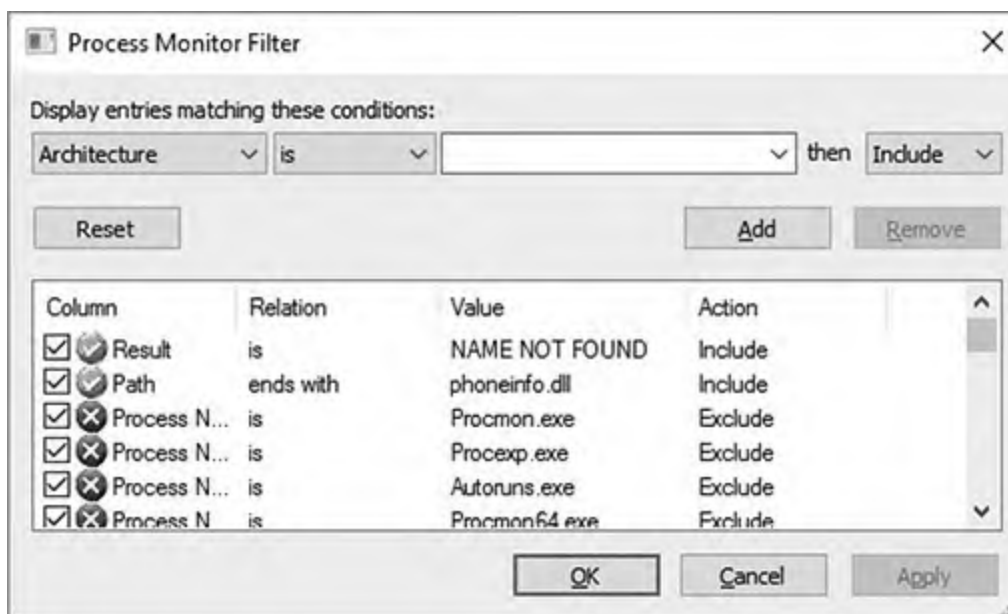 Process Monitor Filter
Display entries matching these conditions:
Architecture is then Include
Reset Add Remove
Column Relation Value Action
Result is NAME NOT FOUND Include
Path ends with phoneinfo.dll Include
Process N... is Procmon.exe Exclude
Process N... is Procexp.exe Exclude
Process N... is Autoruns.exe Exclude
Process N is Procmon64.exe Exclude
OK Cancel Apply